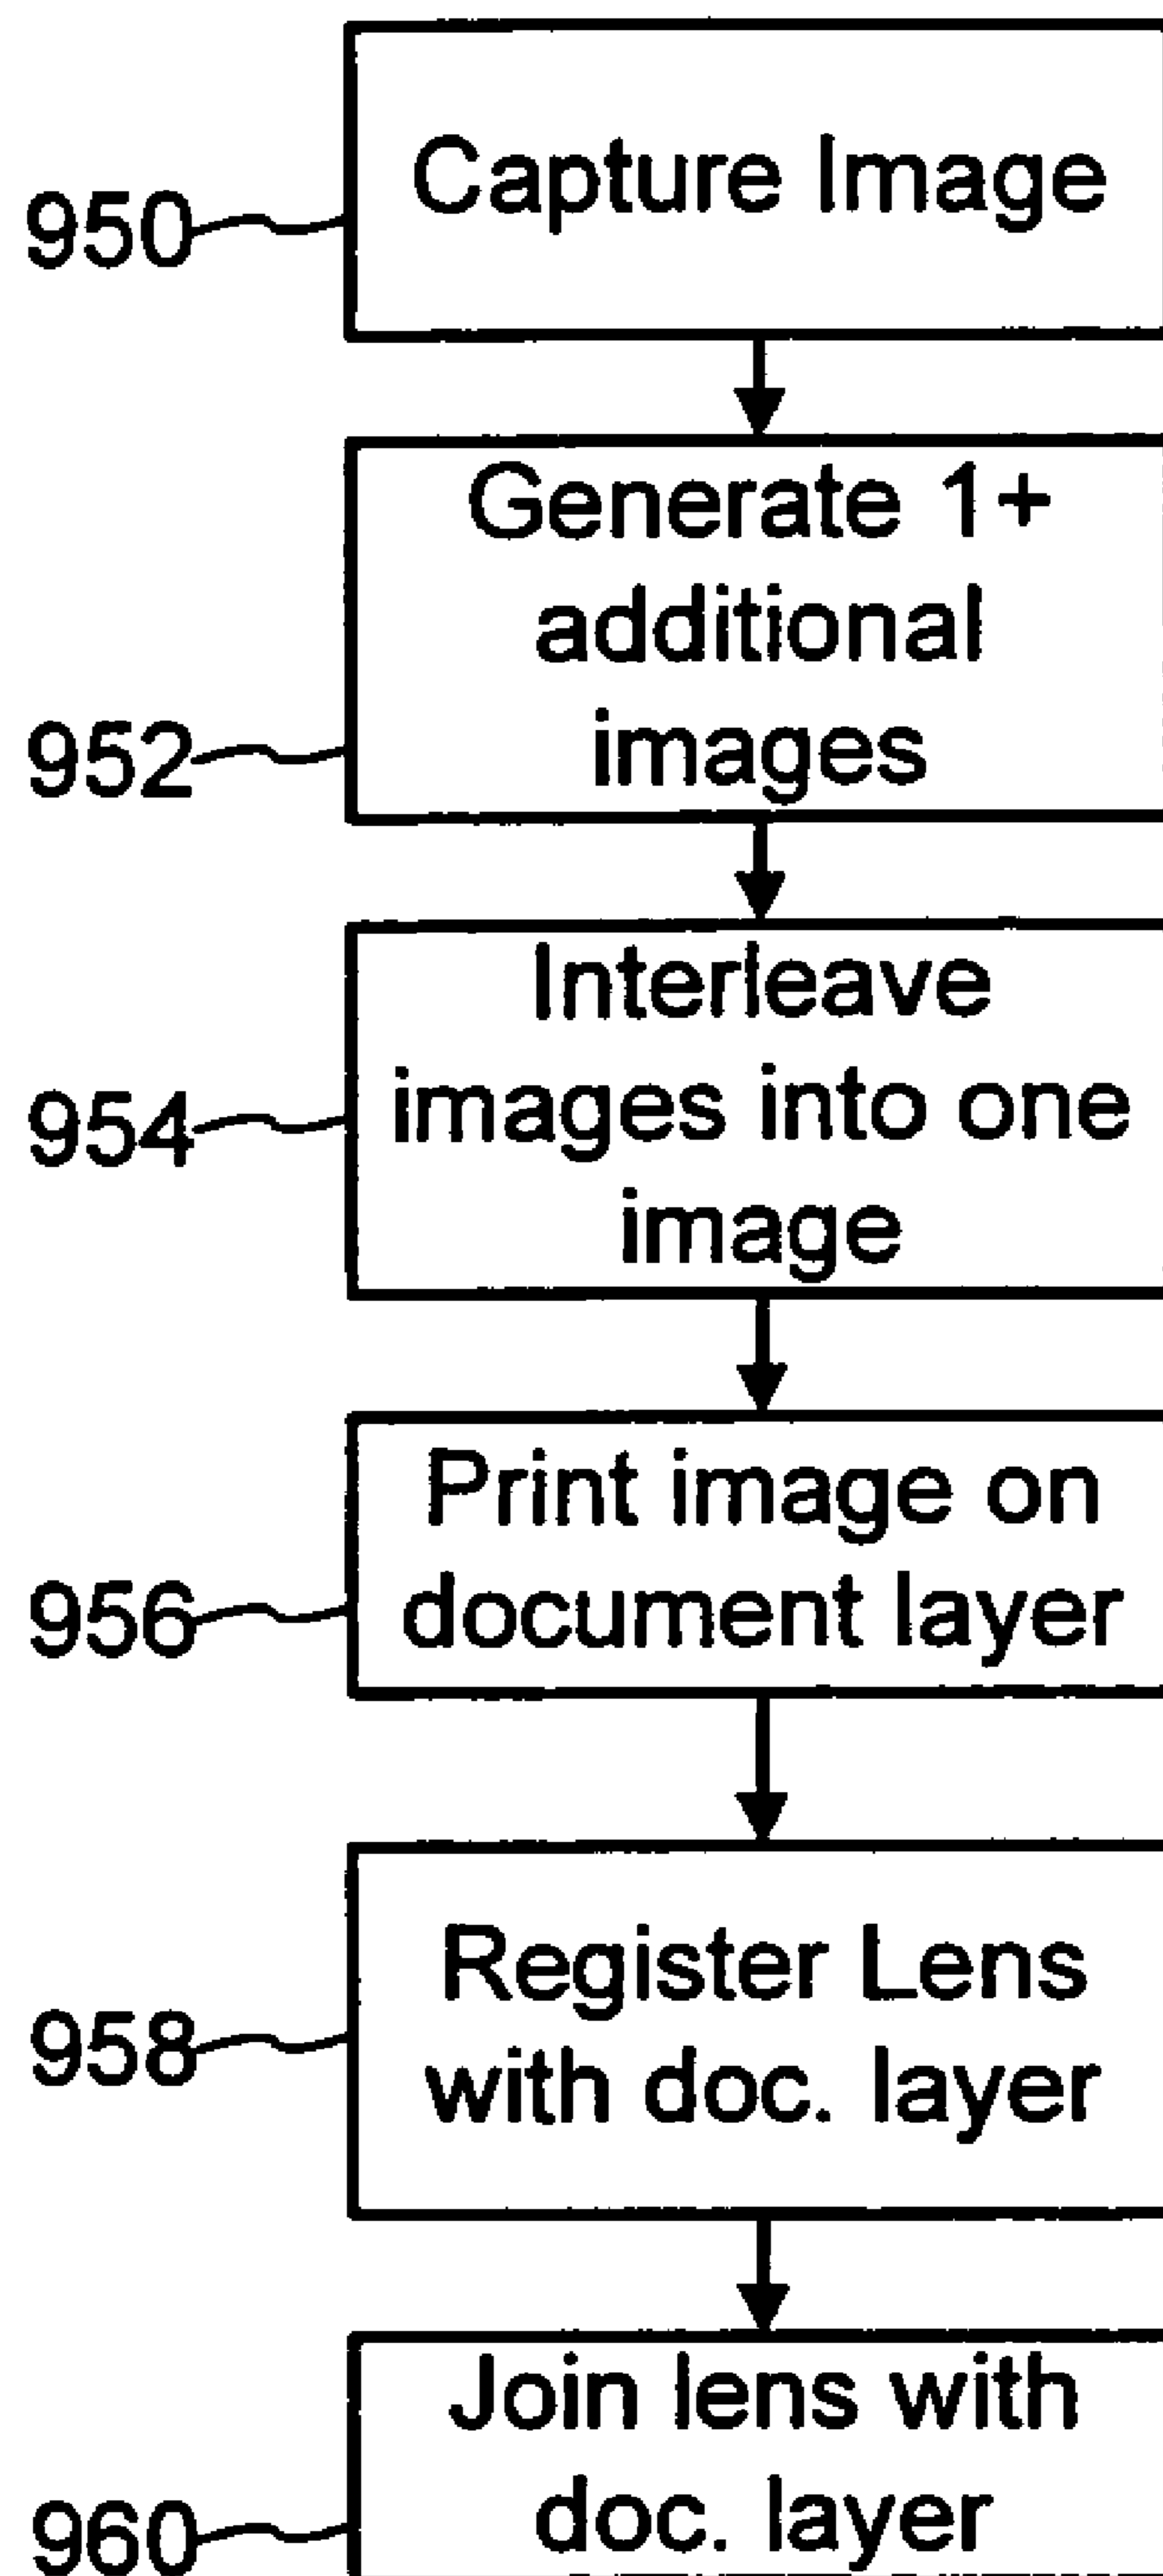 950
Capture Image
Generate 1+
additional
images
952
Interleave
images into one
image
954
Print image on
document layer
956
Register Lens
with doc. layer
958
Join lens with
doc. layer
960